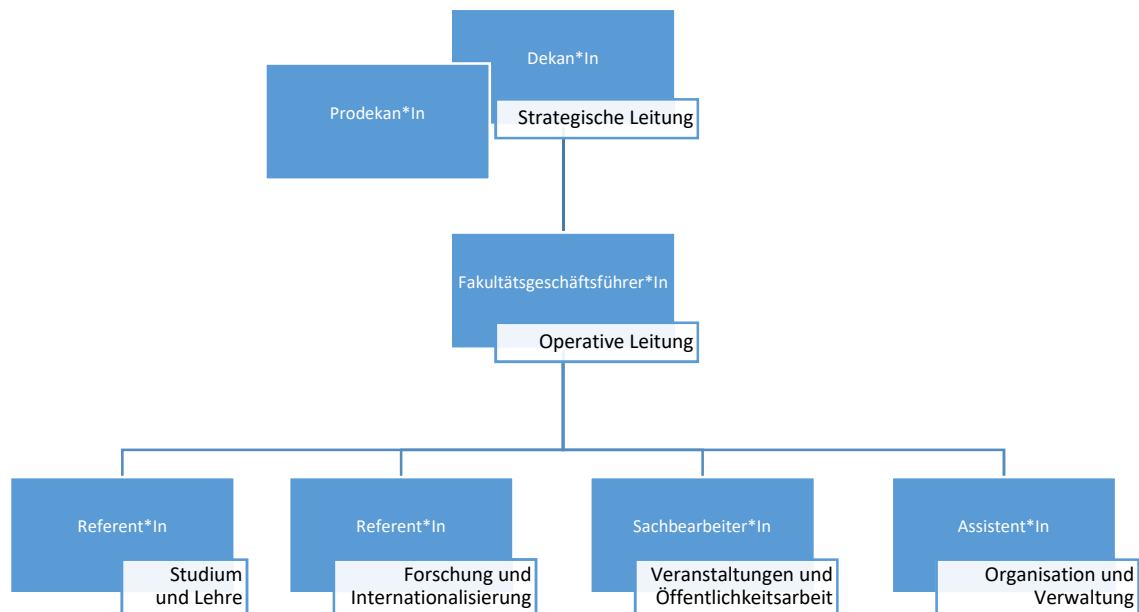 Dekan*In
Prodekan*In
Strategische Leitung
Fakultätsgeschäftsführer*In
Operative Leitung
Referent*In
Studium
und Lehre
Referent*In
Forschung und
Internationalisierung
Sachbearbeiter*In
Veranstaltungen und
Öffentlichkeitsarbeit
Assistent*In
Organisation und
Verwaltung